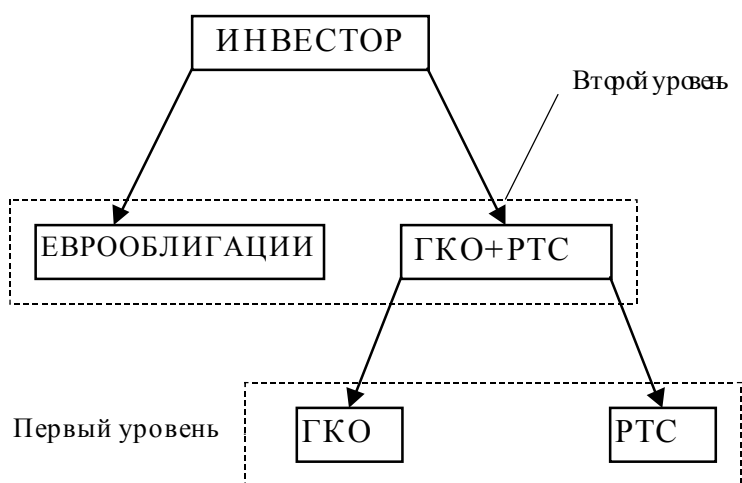 ИНВЕСТОР
Второй уровень
ЕВРООБЛИГАЦИИ
ГКО+РТС
Первый уровень
ГКО
РТС